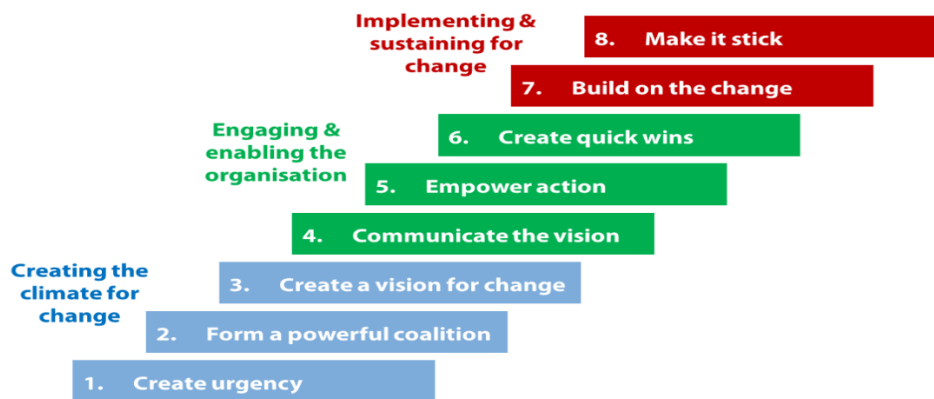 Implementing &
sustaining for
change
8. Make it stick
7. Build on the change
Engaging &
enabling the
organisation
6. Create quick wins
5. Empower action
4. Communicate the vision
Creating the
climate for
change
3. Create a vision for change
2. Form a powerful coalition
1. Create urgency